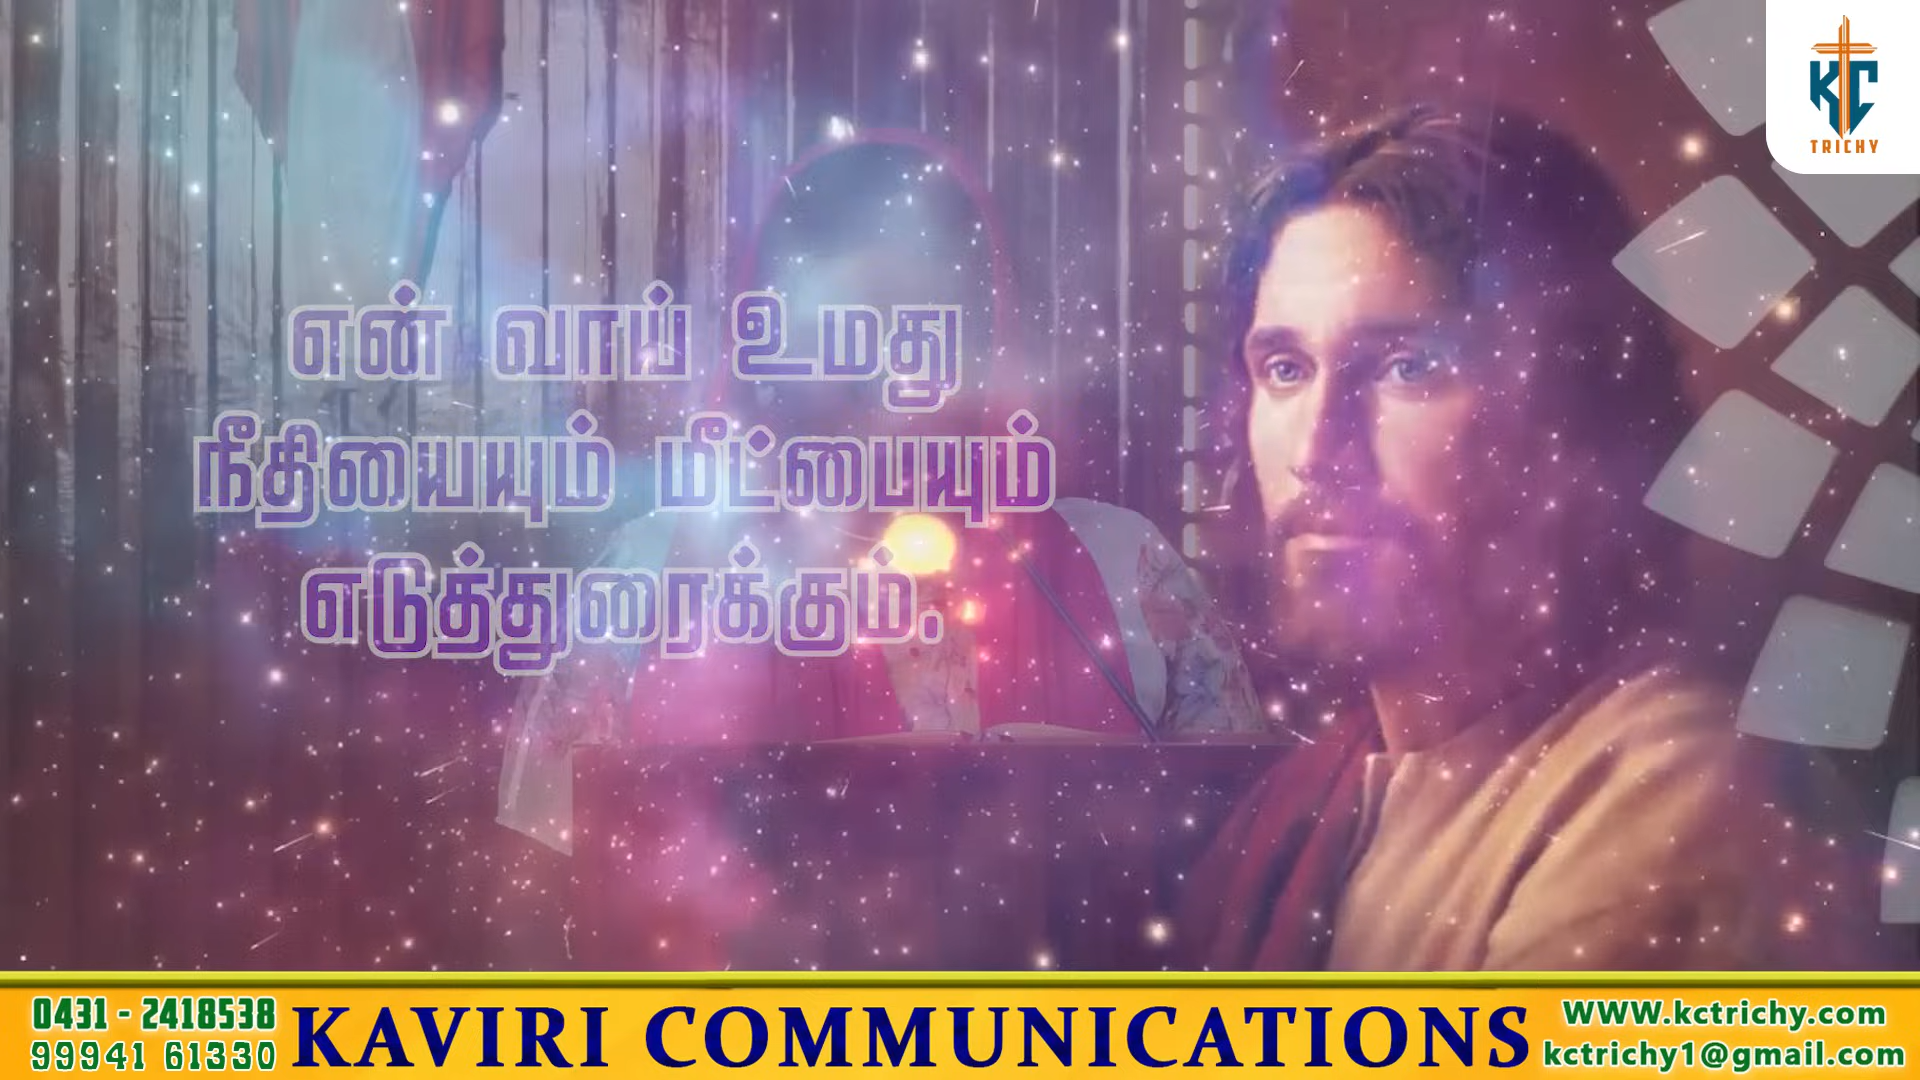 KC
TRICHY
என் வாய் உமது
நீதியையும் மீட்பையும்
எடுத்துரைக்கும்.
0431 - 2418538
99941 61330
KAVIRI COMMUNICATIONS
www.kctrichy.com
kctrichy1@gmail.com